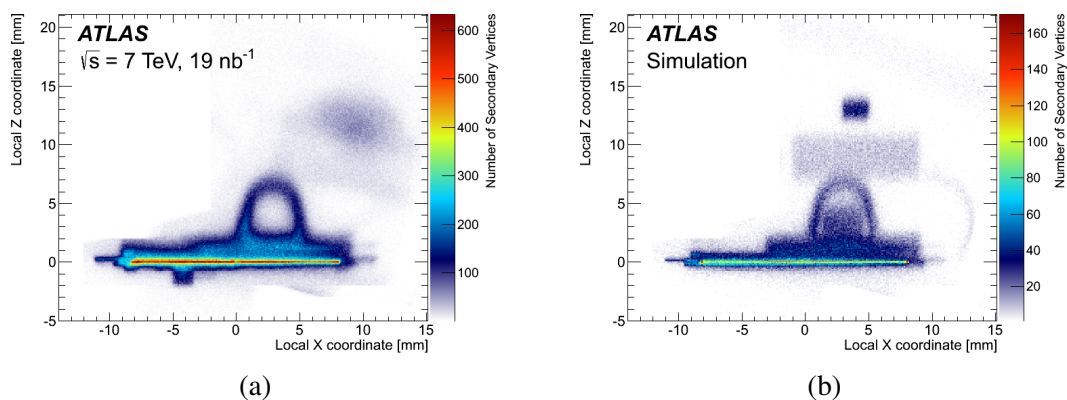 ATLAS
√s = 7 TeV, 19 nb⁻¹
Local Z coordinate [mm]
20
15
10
5
0
-5
-10 -5 0 5 10 15
Local X coordinate [mm]
600
500
400
300
200
100
Number of Secondary Vertices
(a)
ATLAS
Simulation
Local Z coordinate [mm]
20
15
10
5
0
-5
-10 -5 0 5 10 15
Local X coordinate [mm]
160
140
120
100
80
60
40
20
Number of Secondary Vertices
(b)